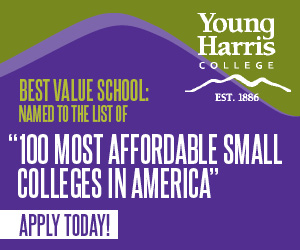 Young
Harris
COLLEGE
EST. 1886
BEST VALUE SCHOOL:
NAMED TO THE LIST OF
“100 MOST AFFORDABLE SMALL
COLLEGES IN AMERICA”
APPLY TODAY!